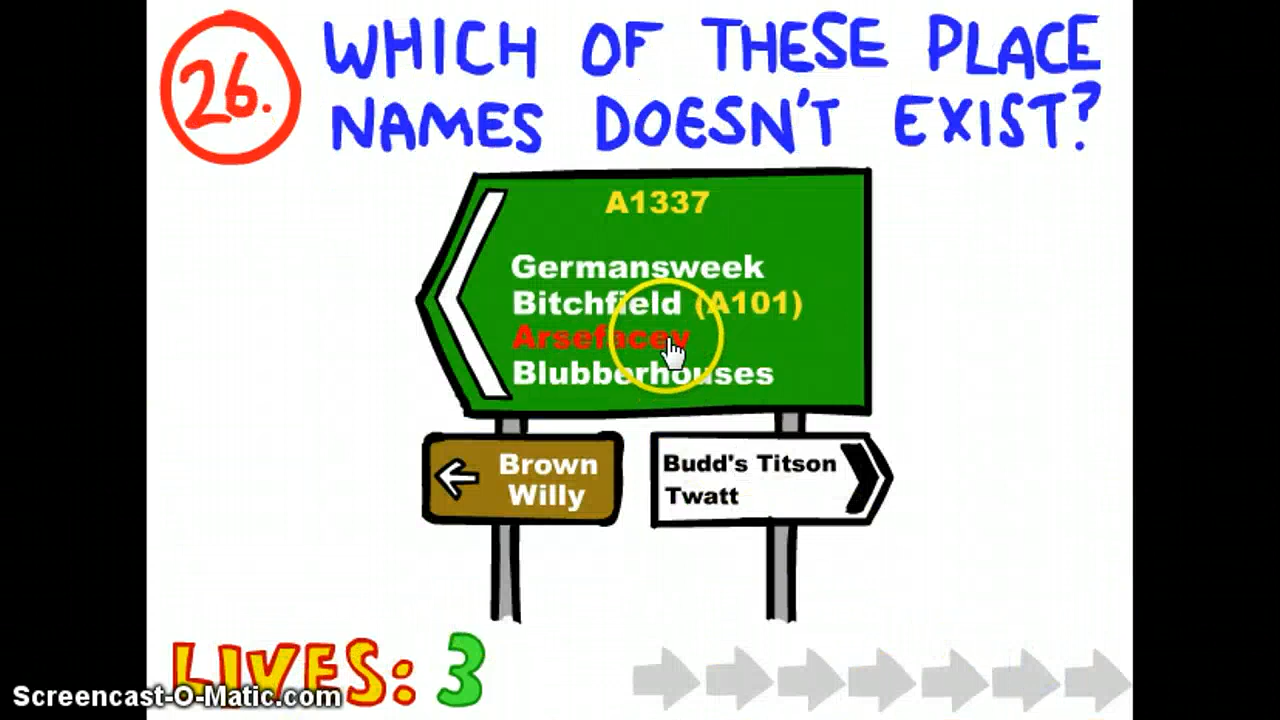 26. WHICH OF THESE PLACE
NAMES DOESN'T EXIST?
A1337
Germansweek
Bitchfield (A101)
Arsefacey
Blubberhouses
Brown
Willy
Budd's Titson
Twatt
LIVES: 3
Screencast-O-Matic.com